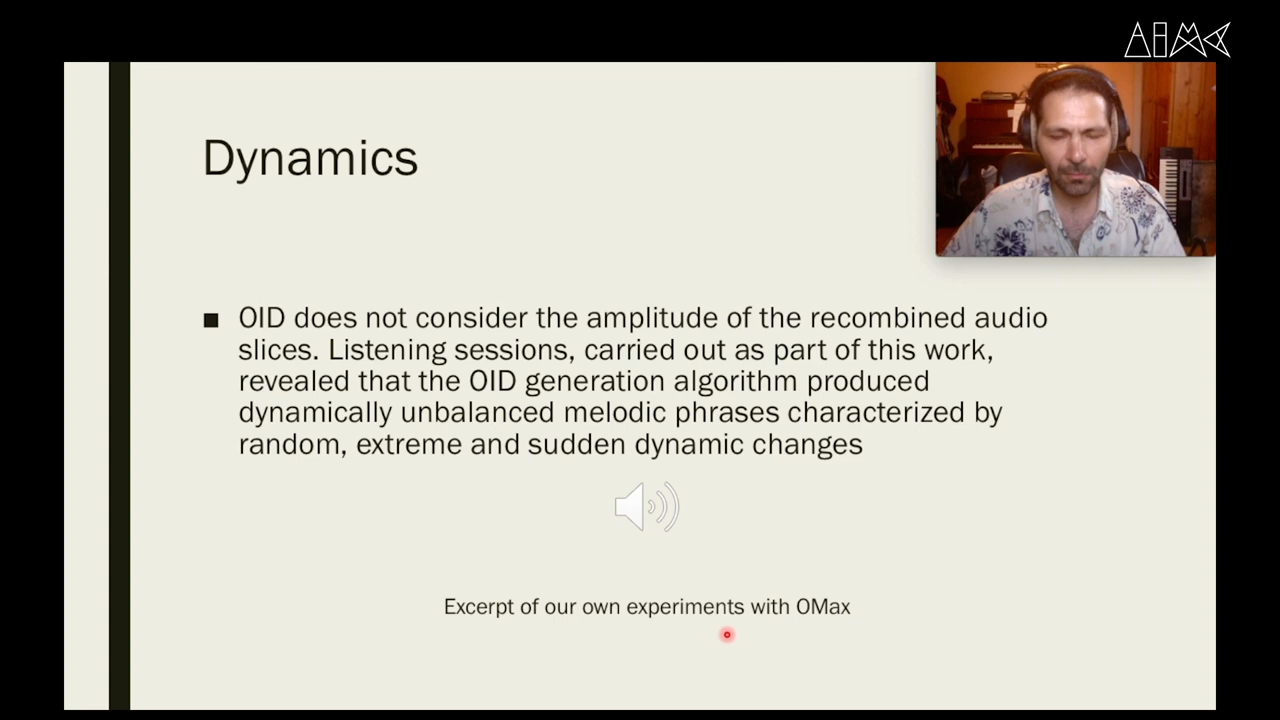 Dynamics
■ OID does not consider the amplitude of the recombined audio
slices. Listening sessions, carried out as part of this work,
revealed that the OID generation algorithm produced
dynamically unbalanced melodic phrases characterized by
random, extreme and sudden dynamic changes
Excerpt of our own experiments with OMax